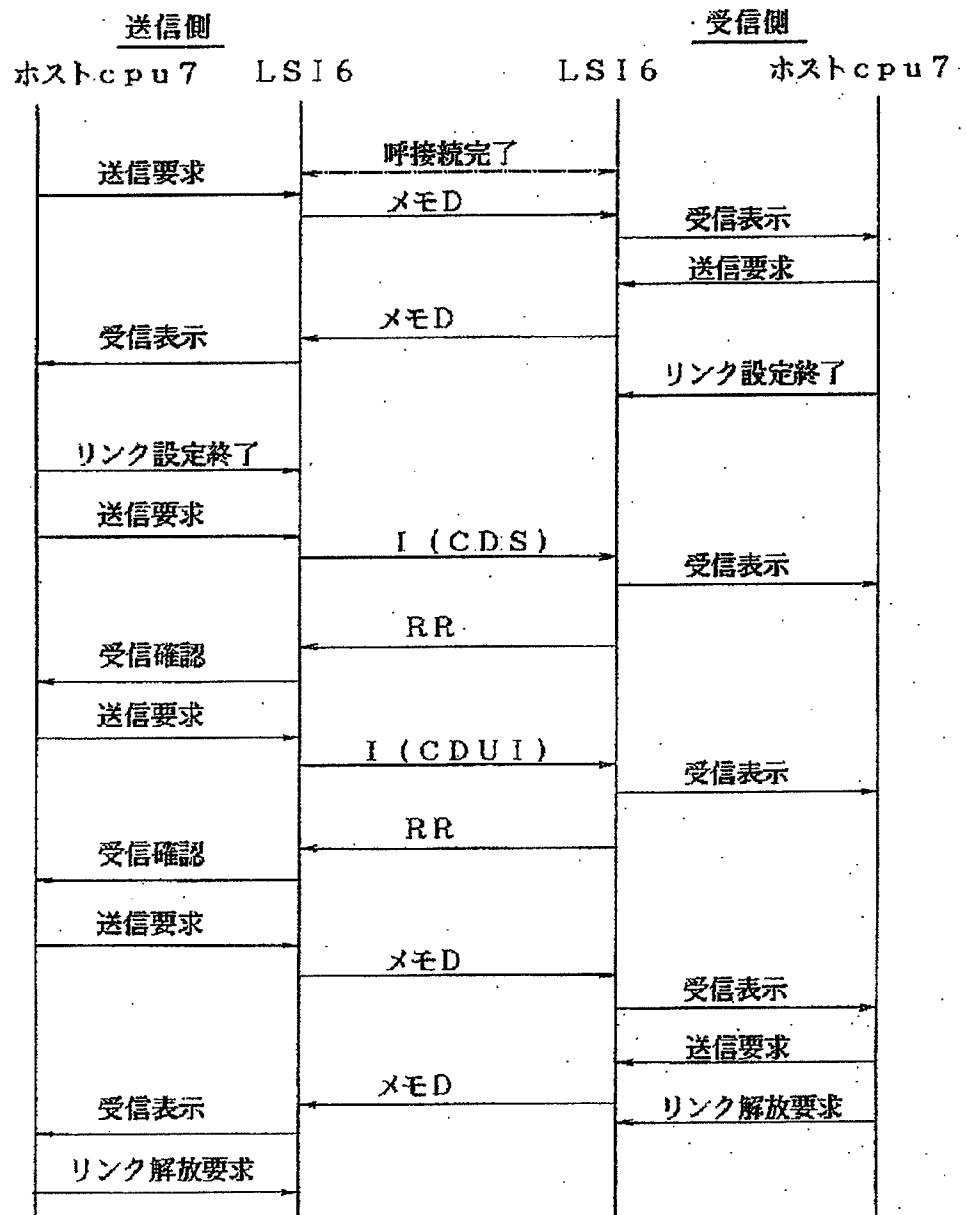 送信側
受信側
ホストcpu7
LSI6
LSI6
ホストcpu7
呼接続完了
送信要求
メモD
受信表示
送信要求
メモD
受信表示
リンク設定終了
リンク設定終了
送信要求
I (CDS)
受信表示
RR
受信確認
送信要求
I (CDUI)
受信表示
RR
受信確認
送信要求
メモD
受信表示
送信要求
メモD
受信表示
リンク解放要求
リンク解放要求